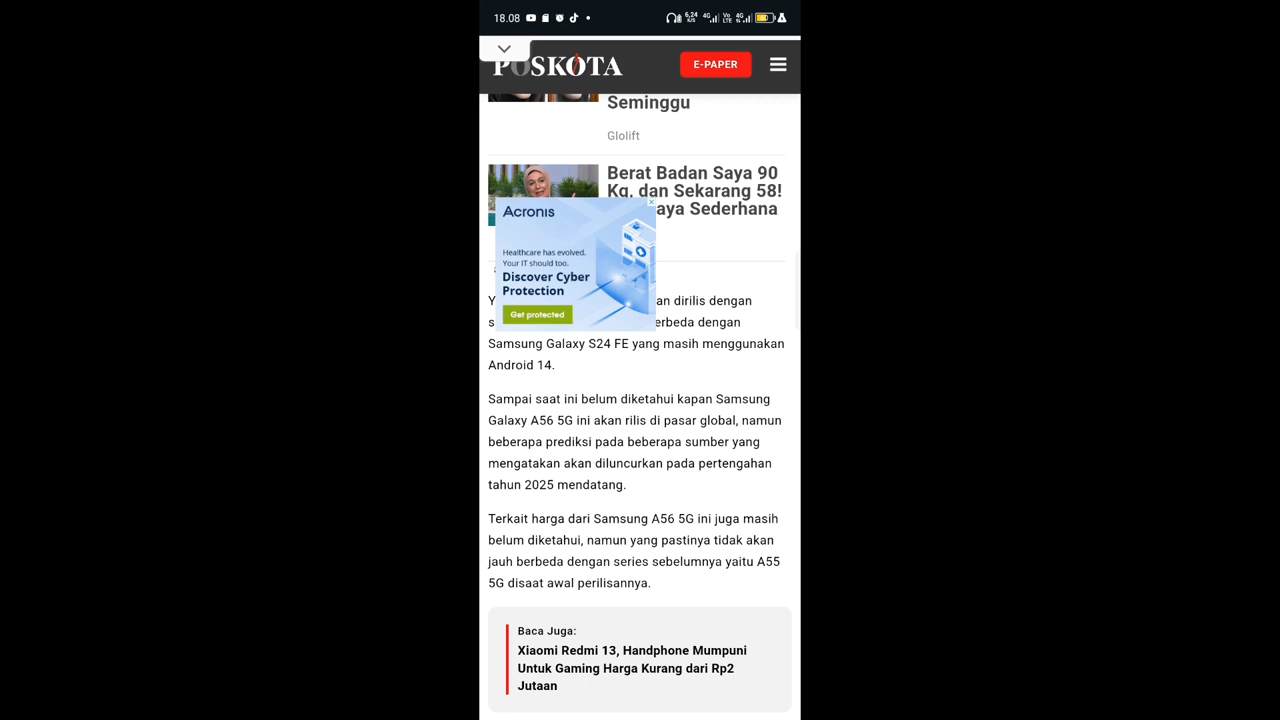 18.08
6,24
K/S
4G
Vo
LTE
4G
POSKOTA
E-PAPER
Seminggu
Glolift
Berat Badan Saya 90
Kg, dan Sekarang 58!
aya Sederhana
Acronis
Healthcare has evolved.
Your IT should too.
Discover Cyber
Protection
Get protected
Y an dirilis dengan
s erbeda dengan
Samsung Galaxy S24 FE yang masih menggunakan
Android 14.
Sampai saat ini belum diketahui kapan Samsung
Galaxy A56 5G ini akan rilis di pasar global, namun
beberapa prediksi pada beberapa sumber yang
mengatakan akan diluncurkan pada pertengahan
tahun 2025 mendatang.
Terkait harga dari Samsung A56 5G ini juga masih
belum diketahui, namun yang pastinya tidak akan
jauh berbeda dengan series sebelumnya yaitu A55
5G disaat awal perilisannya.
Baca Juga:
Xiaomi Redmi 13, Handphone Mumpuni
Untuk Gaming Harga Kurang dari Rp2
Jutaan